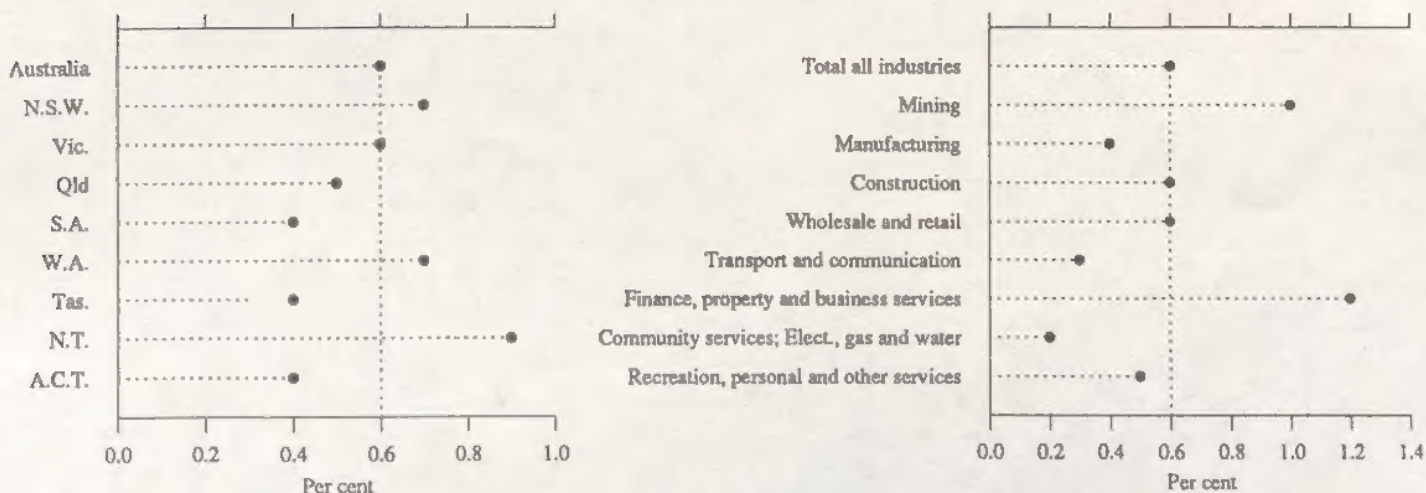 Australia
N.S.W.
Vic.
Qld
S.A.
W.A.
Tas.
N.T.
A.C.T.
0.0 0.2 0.4 0.6 0.8 1.0
Per cent
Total all industries
Mining
Manufacturing
Construction
Wholesale and retail
Transport and communication
Finance, property and business services
Community services; Elect., gas and water
Recreation, personal and other services
0.0 0.2 0.4 0.6 0.8 1.0 1.2 1.4
Per cent